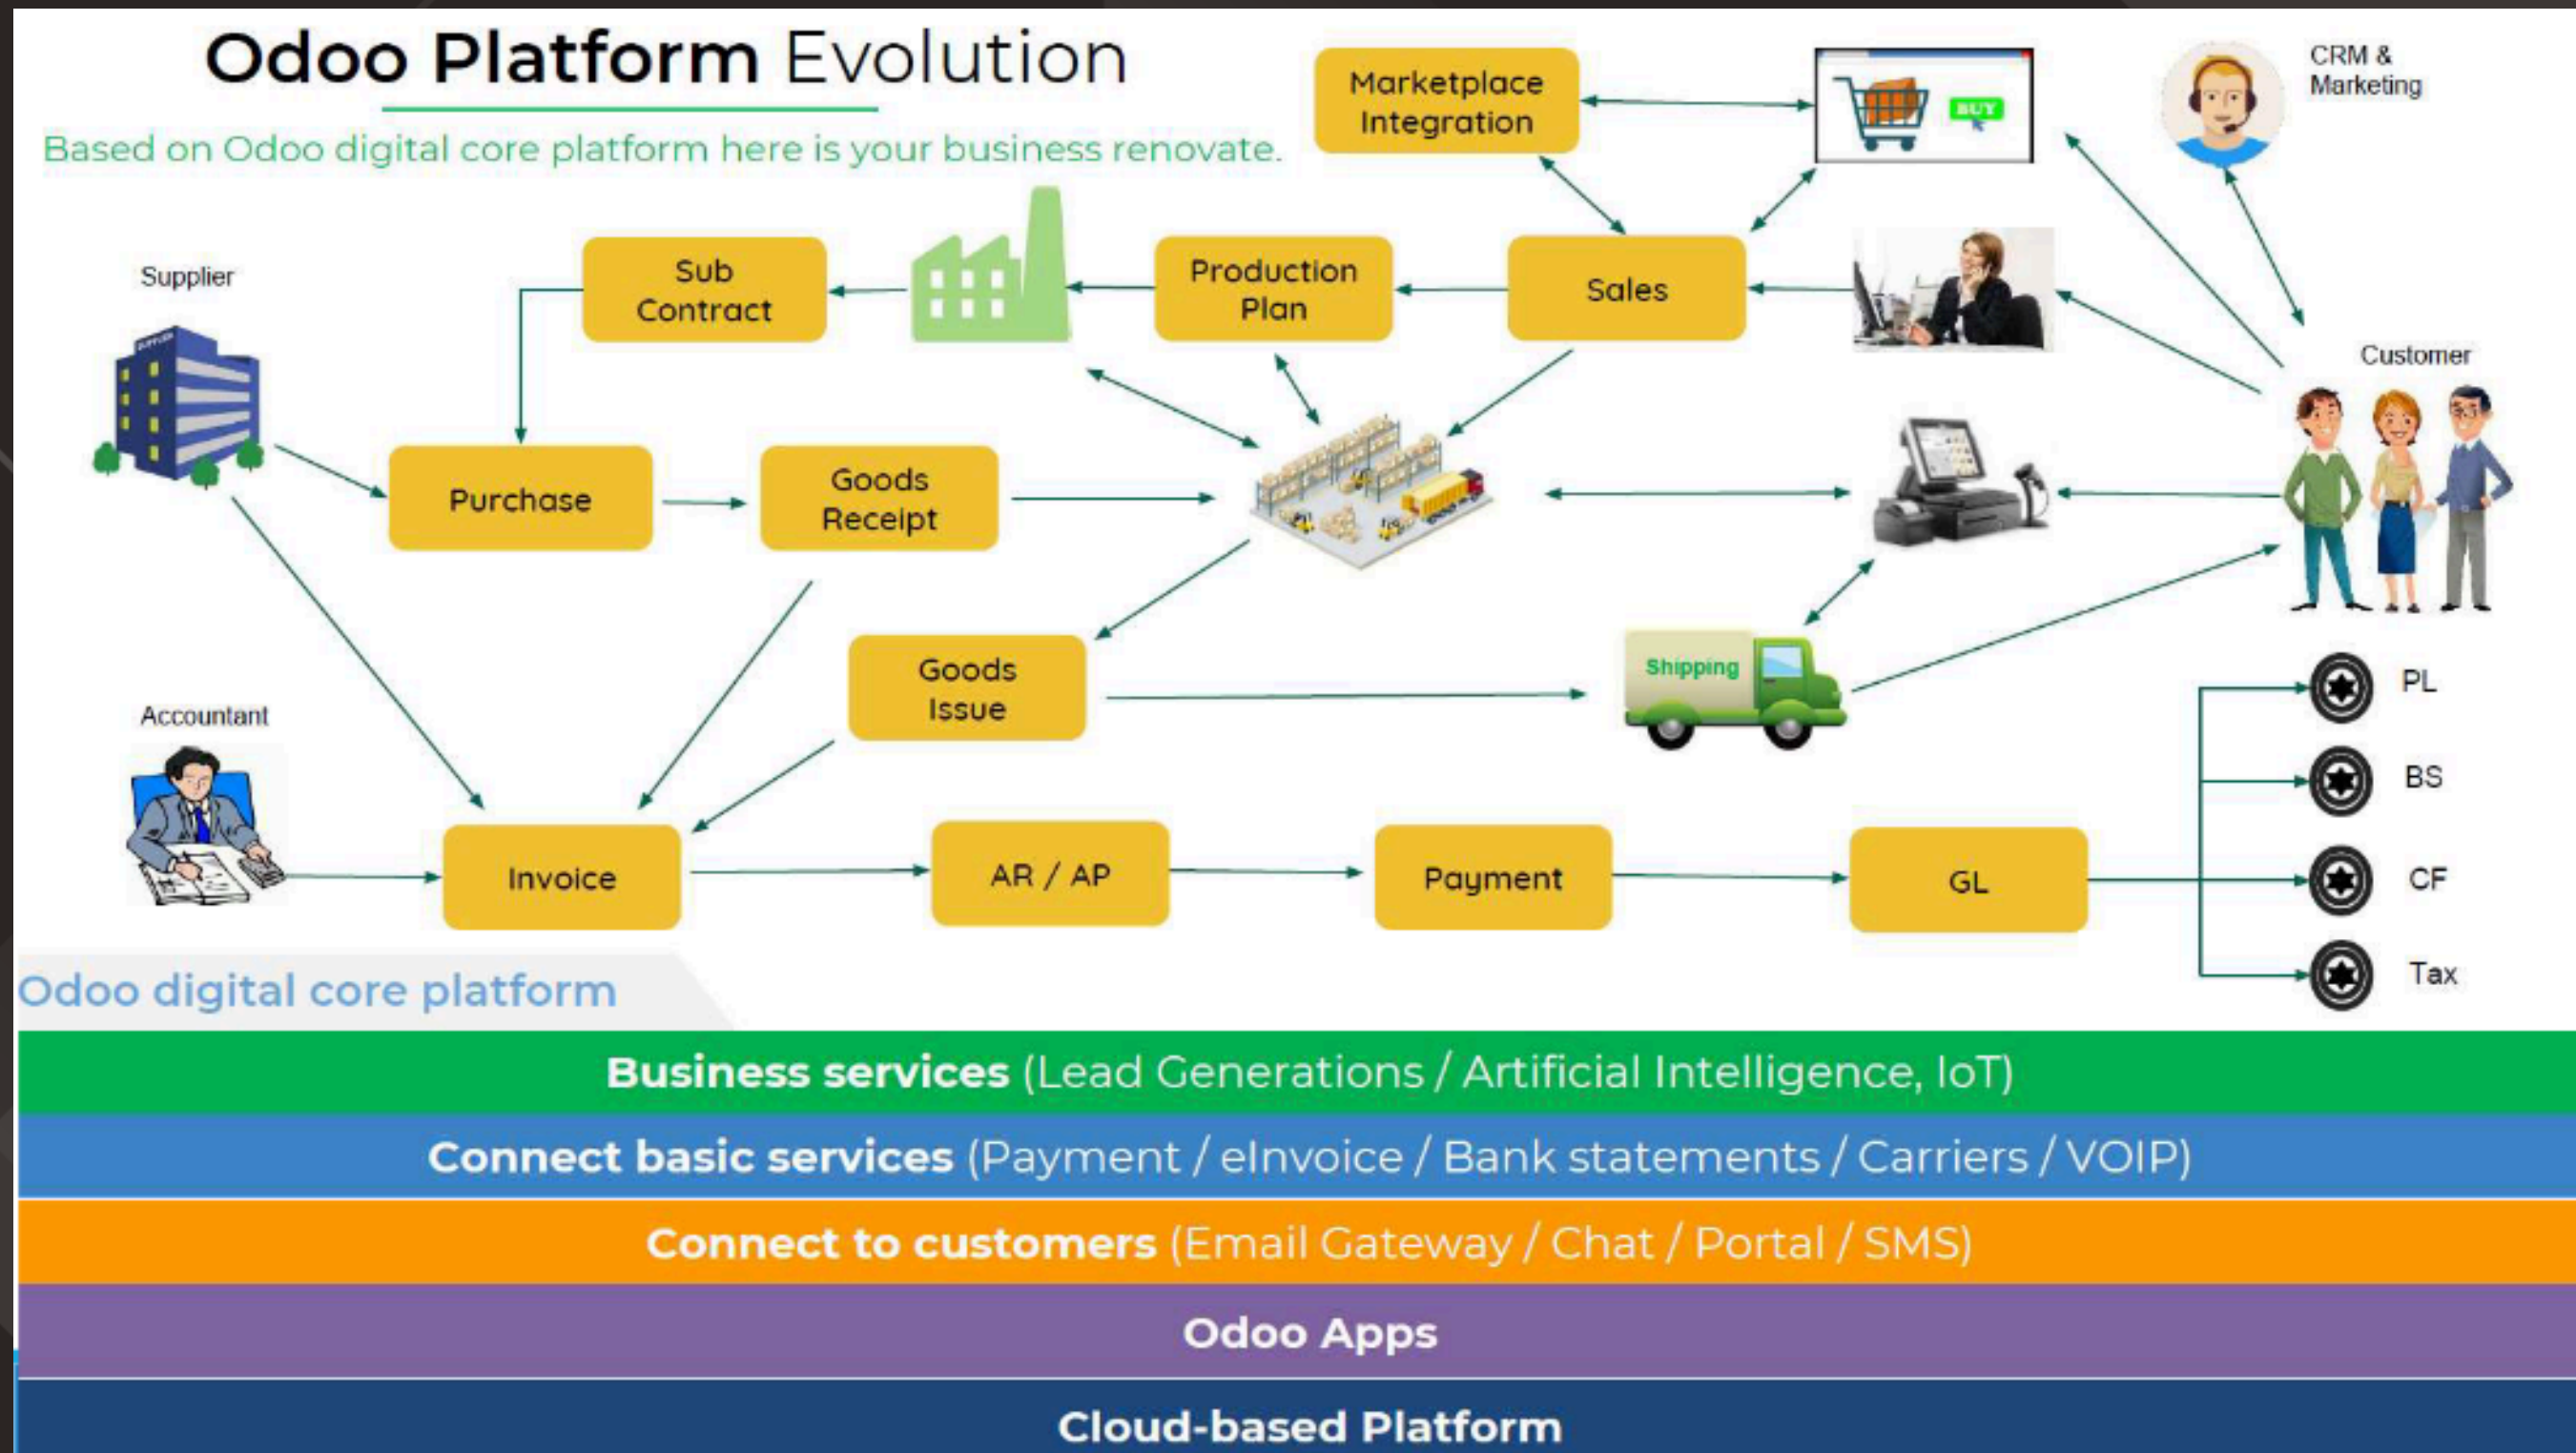 Odoo Platform Evolution
Based on Odoo digital core platform here is your business renovate.
Marketplace
Integration
BUY
CRM &
Marketing
Supplier
SUPPLIER
Sub
Contract
Production
Plan
Sales
Customer
Purchase
Goods
Receipt
Goods
Issue
Shipping
Accountant
Invoice
AR / AP
Payment
GL
PL
BS
CF
Tax
Odoo digital core platform
Business services (Lead Generations / Artificial Intelligence, IoT)
Connect basic services (Payment / eInvoice / Bank statements / Carriers / VOIP)
Connect to customers (Email Gateway / Chat / Portal / SMS)
Odoo Apps
Cloud-based Platform